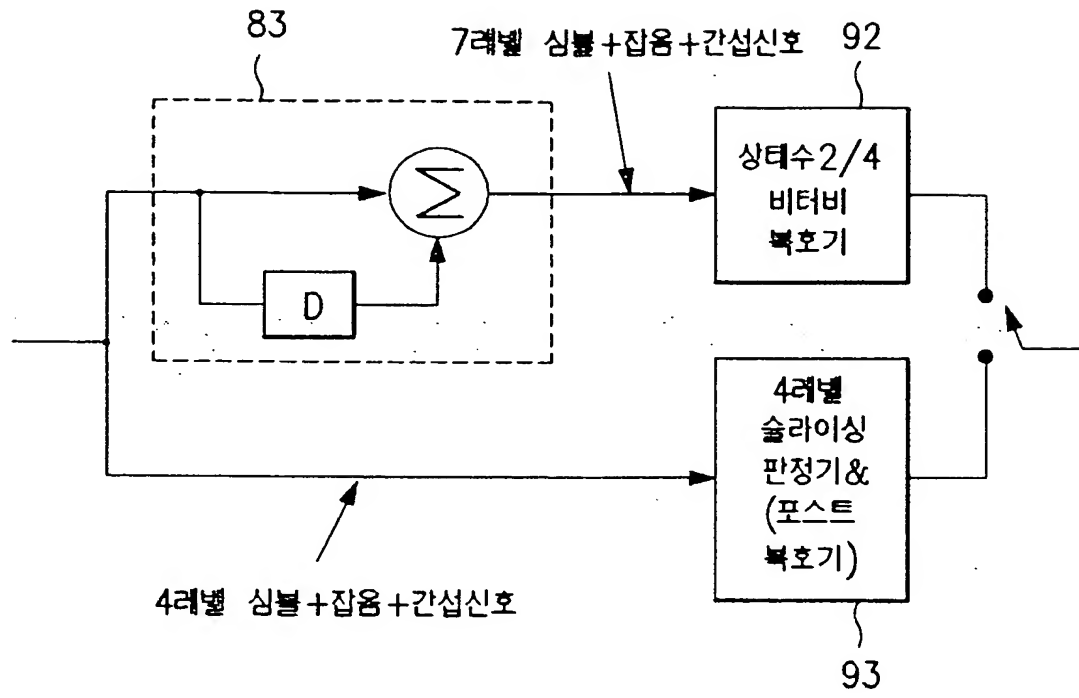 83
7레벨 심볼+잡음+간섭신호
92
Σ
D
상태수2/4
비터비
복호기
4레벨
슬라이싱
판정기&
(포스트
복호기)
4레벨 심볼+잡음+간섭신호
93